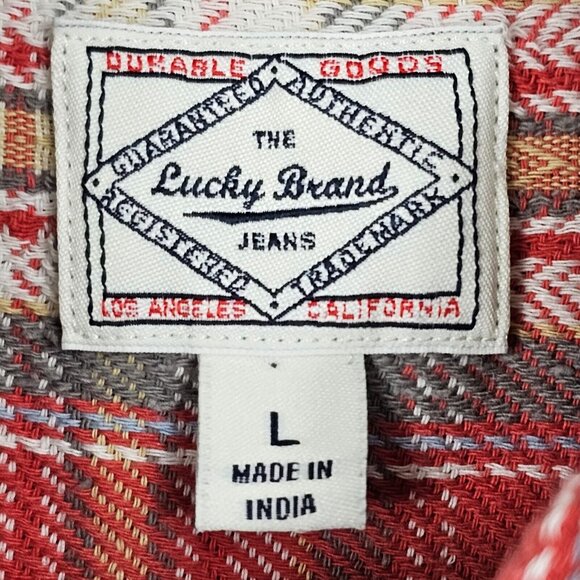 DURABLE GOODS
GUARANTEED AUTHENTIC
THE
Lucky Brand
JEANS
REGISTERED TRADEMARK
LOS ANGELES CALIFORNIA
L
MADE IN
INDIA